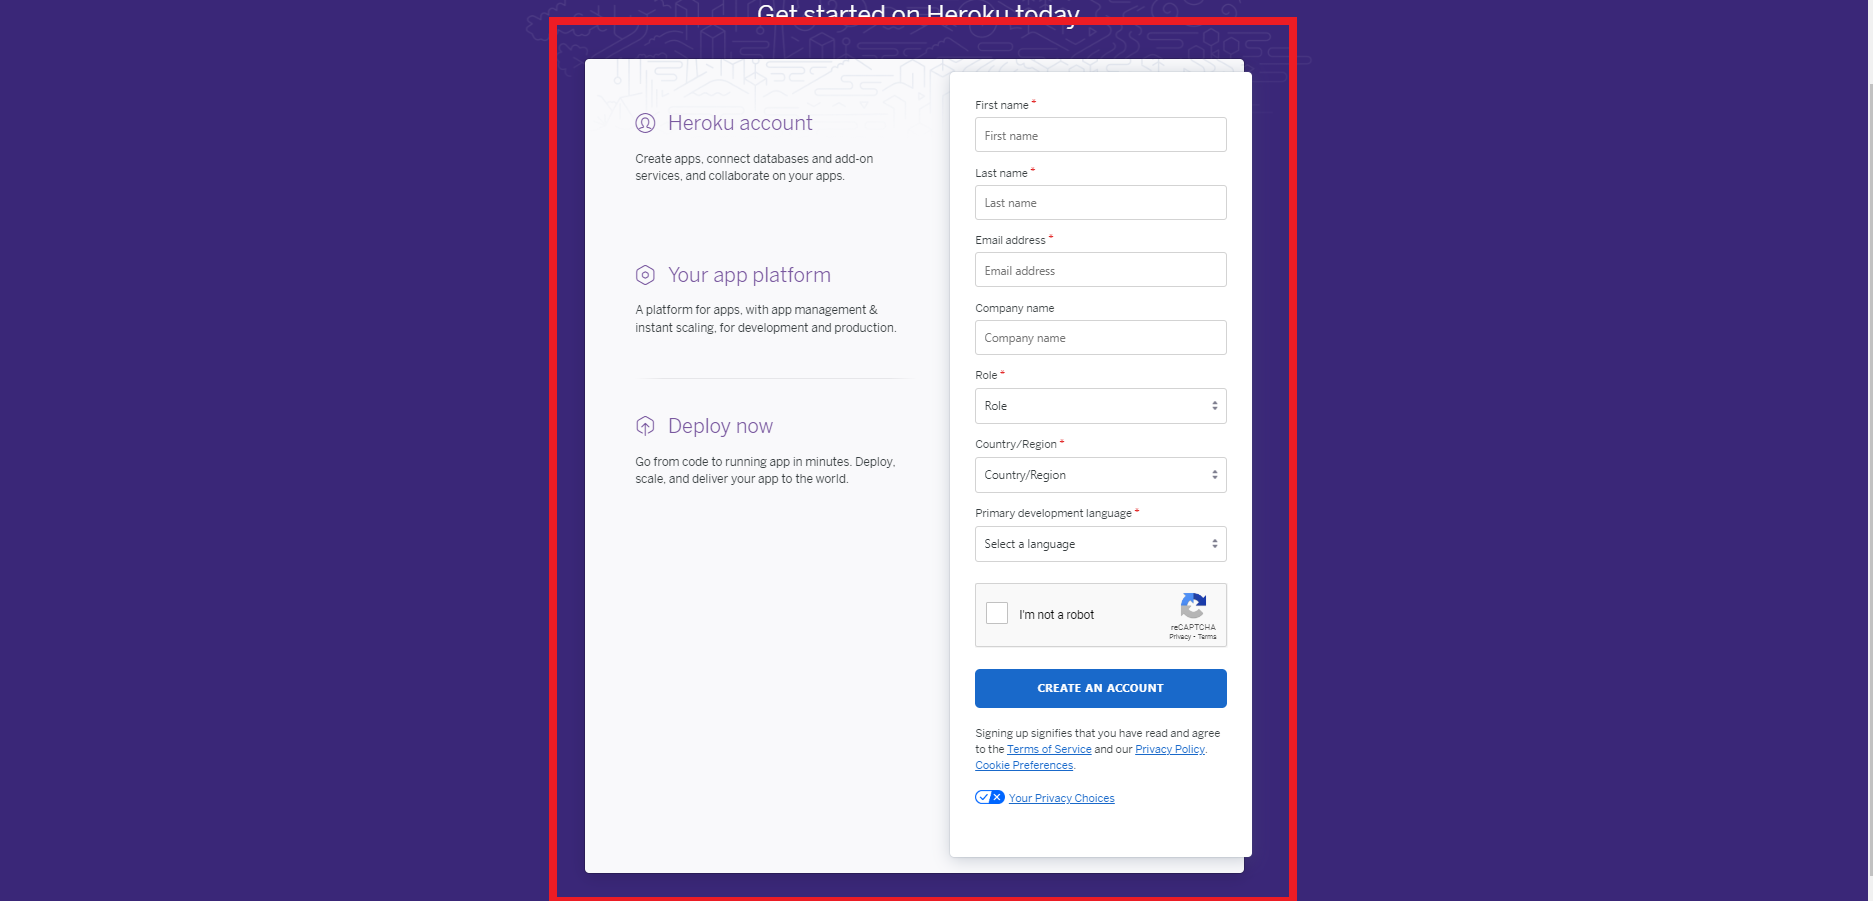 Get started on Heroku today
Heroku account
Create apps, connect databases and add-on
services, and collaborate on your apps.
Your app platform
A platform for apps, with app management &
instant scaling, for development and production.
Deploy now
Go from code to running app in minutes. Deploy,
scale, and deliver your app to the world.
First name *
First name
Last name *
Last name
Email address *
Email address
Company name
Company name
Role *
Role
Country/Region *
Country/Region
Primary development language *
Select a language
I'm not a robot
reCAPTCHA
Privacy - Terms
CREATE AN ACCOUNT
Signing up signifies that you have read and agree
to the Terms of Service and our Privacy Policy.
Cookie Preferences.
Your Privacy Choices